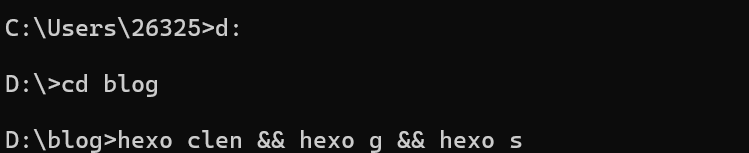 C:\Users\26325>d:
D:\>cd blog
D:\blog>hexo clen && hexo g && hexo s